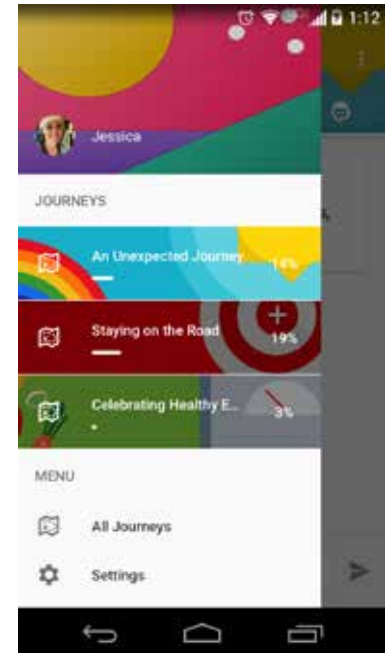 1:12
Jessica
JOURNEYS
An Unexpected Journey
14%
Staying on the Road
19%
Celebrating Healthy E...
3%
MENU
All Journeys
Settings